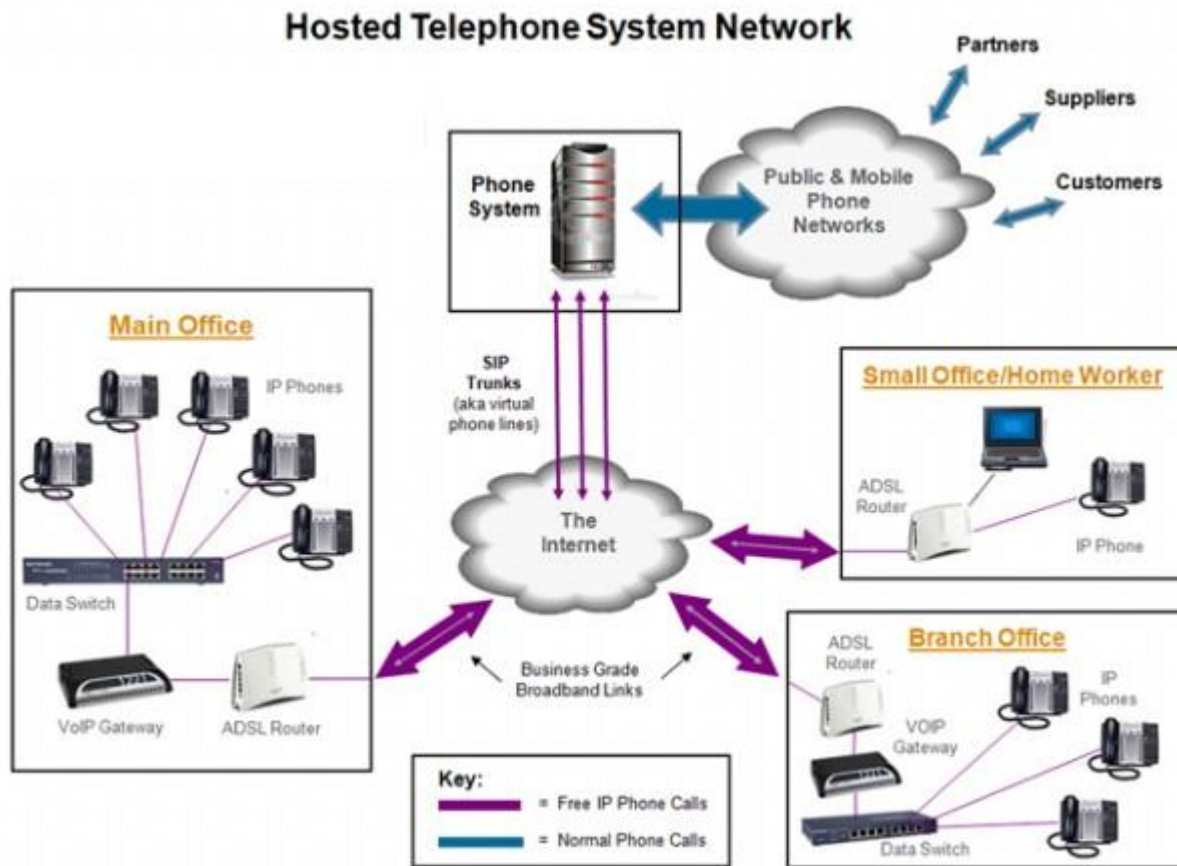 Hosted Telephone System Network
Partners
Suppliers
Customers
Phone
System
Public & Mobile
Phone
Networks
Main Office
IP Phones
Data Switch
VoIP Gateway
ADSL Router
SIP
Trunks
(aka virtual
phone lines)
The
Internet
Business Grade
Broadband Links
Small Office/Home Worker
ADSL
Router
IP Phone
Branch Office
ADSL
Router
IP
Phones
VOIP
Gateway
Data Switch
Key:
= Free IP Phone Calls
= Normal Phone Calls